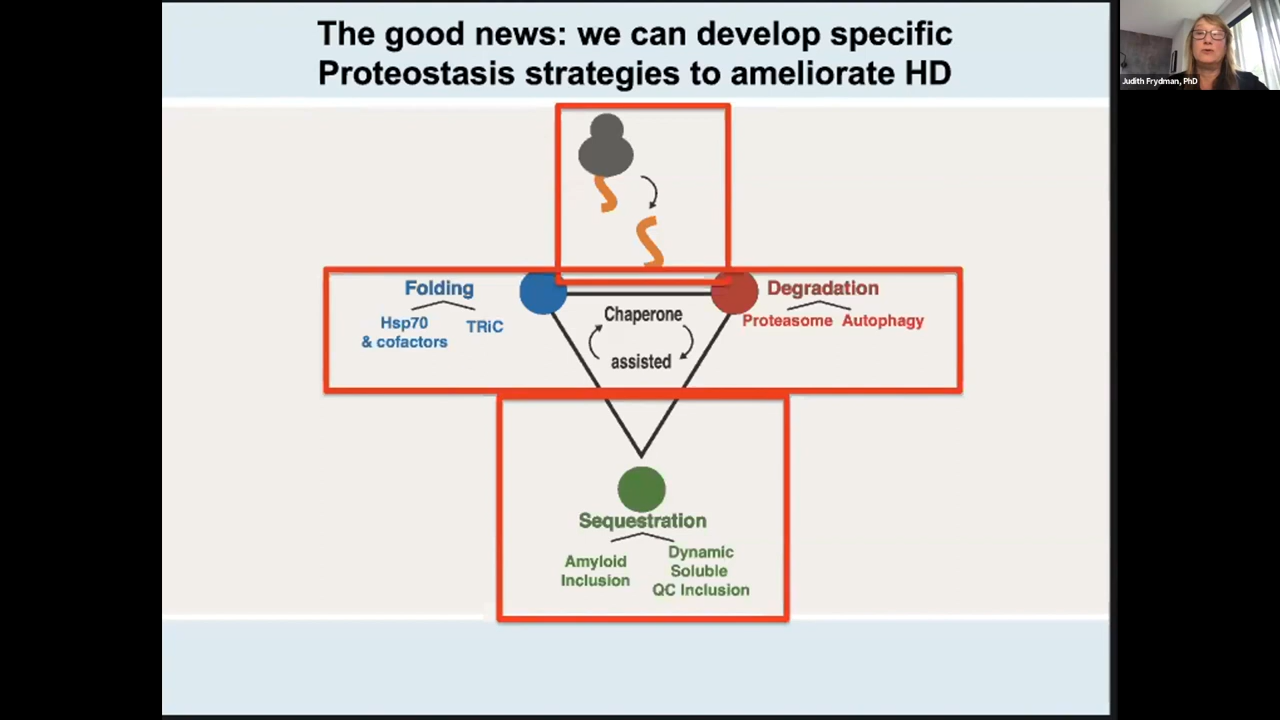 The good news: we can develop specific
Proteostasis strategies to ameliorate HD
Judith Frydman, PhD
Folding
Hsp70
& cofactors
TRiC
Chaperone
assisted
Degradation
Proteasome Autophagy
Sequestration
Amyloid
Inclusion
Dynamic
Soluble
QC Inclusion